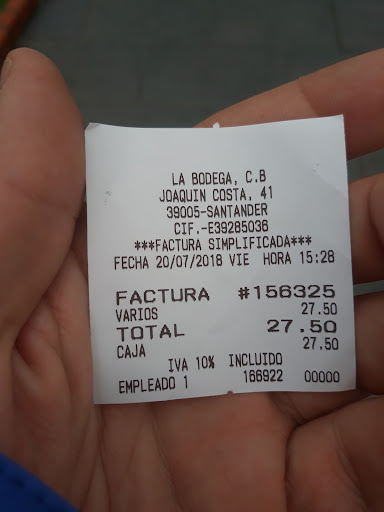 LA BODEGA, C.B
JOAQUIN COSTA, 41
39005-SANTANDER
CIF.-E39285036
***FACTURA SIMPLIFICADA***
FECHA 20/07/2018 VIE HORA 15:28
FACTURA #156325
VARIOS 27.50
TOTAL 27.50
CAJA 27.50
IVA 10% INCLUIDO
EMPLEADO 1 166922 00000